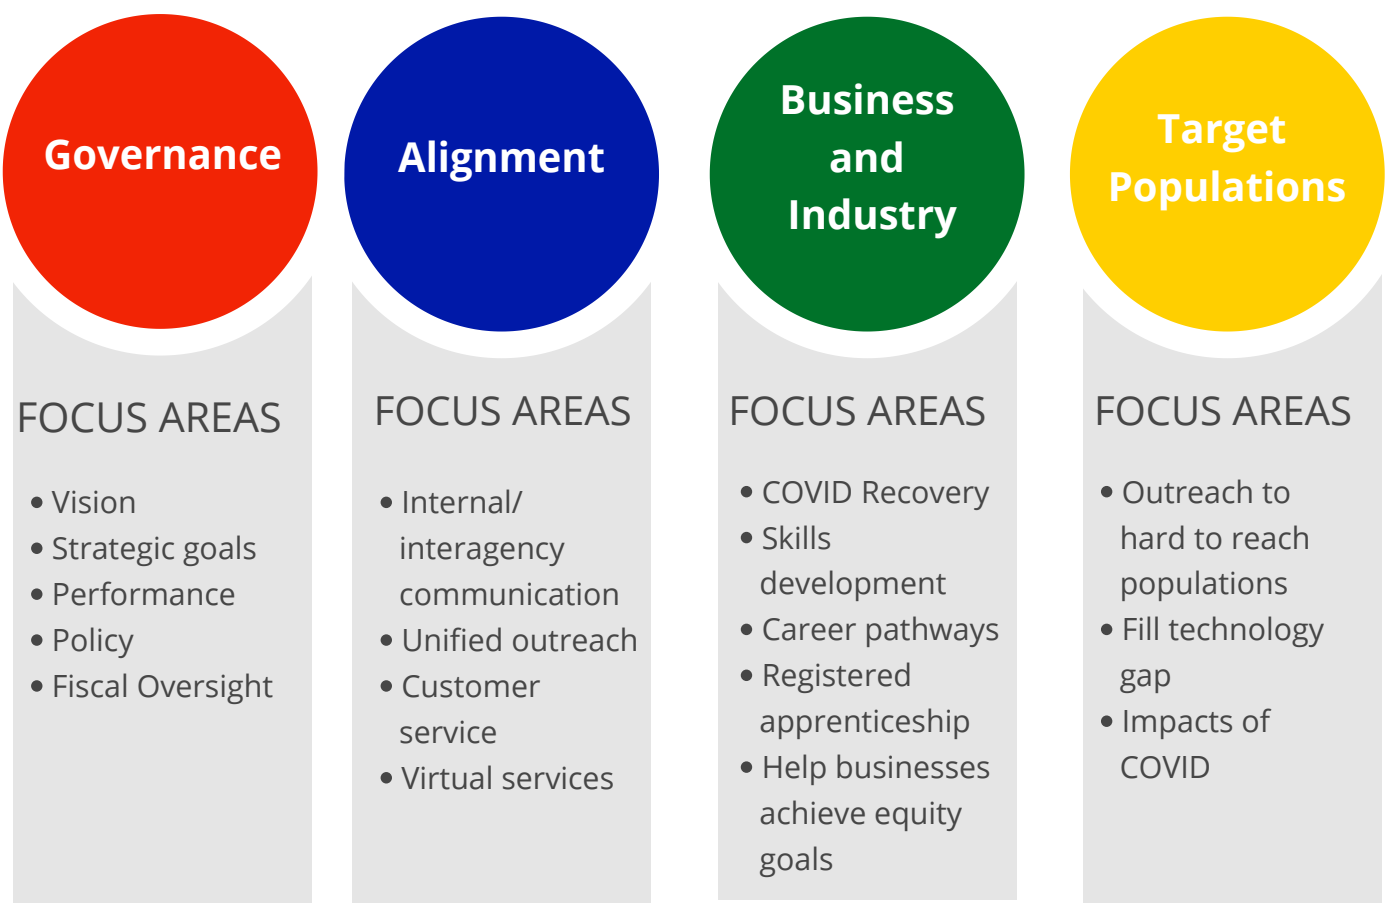 Governance
FOCUS AREAS
• Vision
• Strategic goals
• Performance
• Policy
• Fiscal Oversight
Alignment
FOCUS AREAS
• Internal/
interagency
communication
• Unified outreach
• Customer
service
• Virtual services
Business
and
Industry
FOCUS AREAS
• COVID Recovery
• Skills
development
• Career pathways
• Registered
apprenticeship
• Help businesses
achieve equity
goals
Target
Populations
FOCUS AREAS
• Outreach to
hard to reach
populations
• Fill technology
gap
• Impacts of
COVID